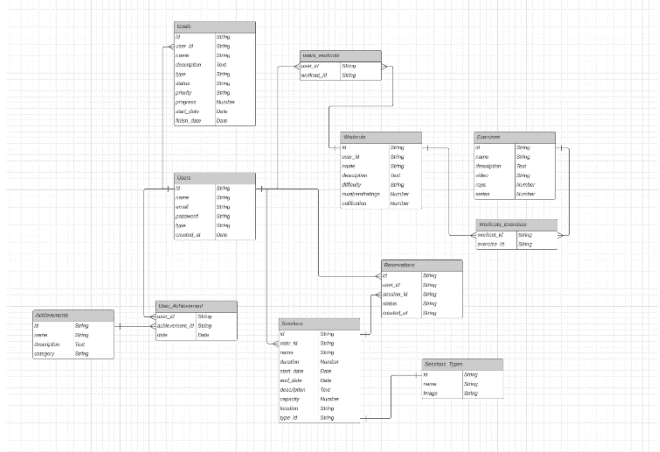 Goals
id String
user_id String
name String
description Text
type String
status String
priority String
progress Number
start_date Date
finish_date Date
Users_workouts
user_id String
workout_id String
Workouts
id String
user_id String
name String
description Text
difficulty String
numberofratings Number
calification Number
Exercises
id String
name String
description Text
video String
reps Number
series Number
Workouts_Exercises
workout_id String
exercise_id String
Users
id String
name String
email String
password String
type String
created_at Date
Reservations
id String
user_id String
session_id String
status String
created_at String
Achievements
id String
name String
description Text
category String
User_Achievement
user_id String
achievement_id String
date Date
Sessions
id String
user_id String
name String
duration Number
start_date Date
end_date Date
description Text
capacity Number
location String
type_id String
Sessions_Types
id String
name String
image String